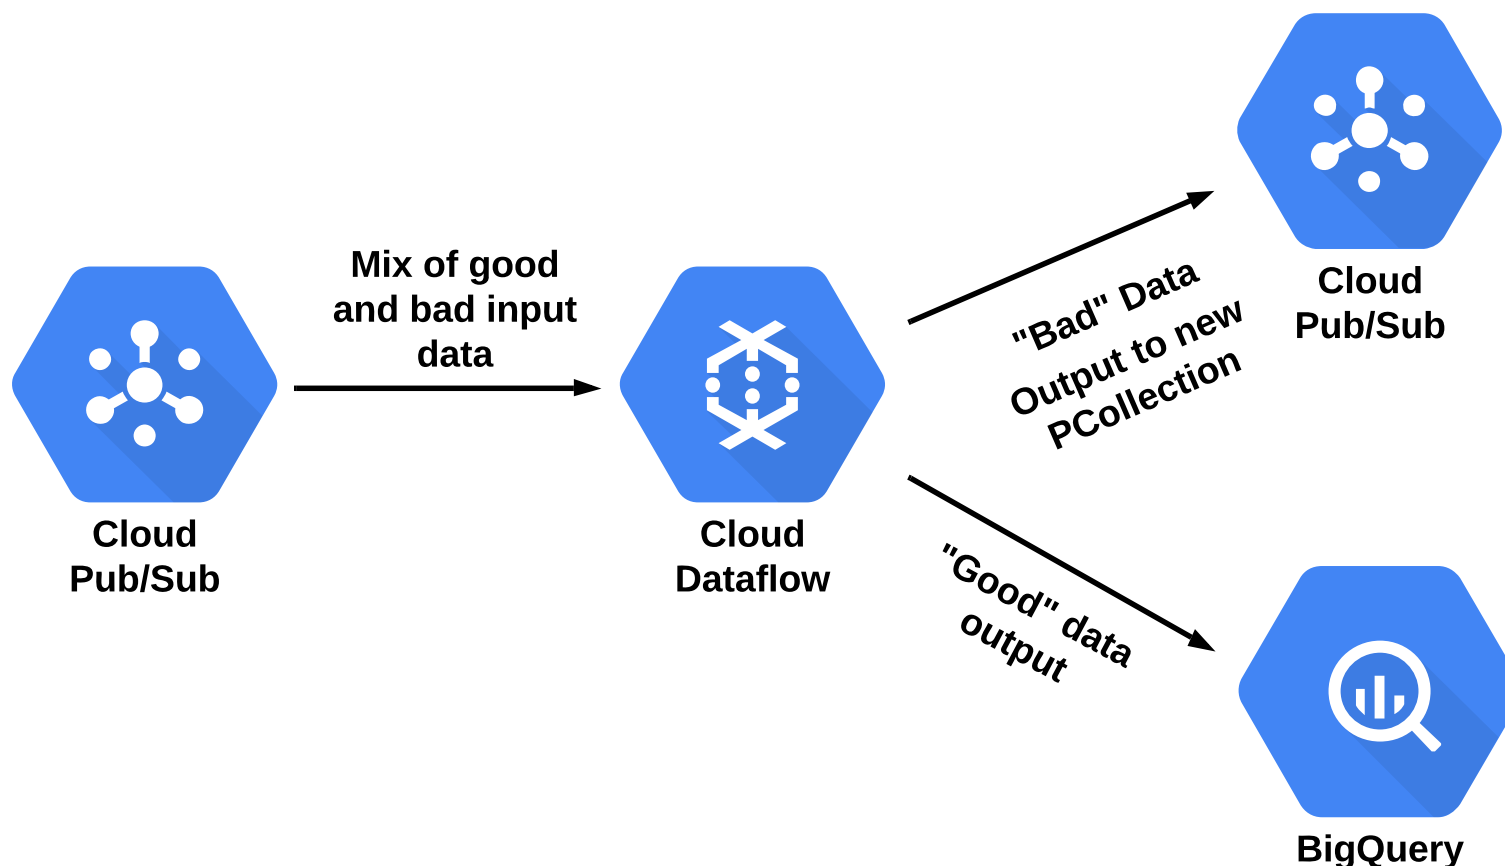 Mix of good
and bad input
data
Cloud
Pub/Sub
Cloud
Dataflow
"Bad" Data
Output to new
PCollection
Cloud
Pub/Sub
"Good" data
output
BigQuery